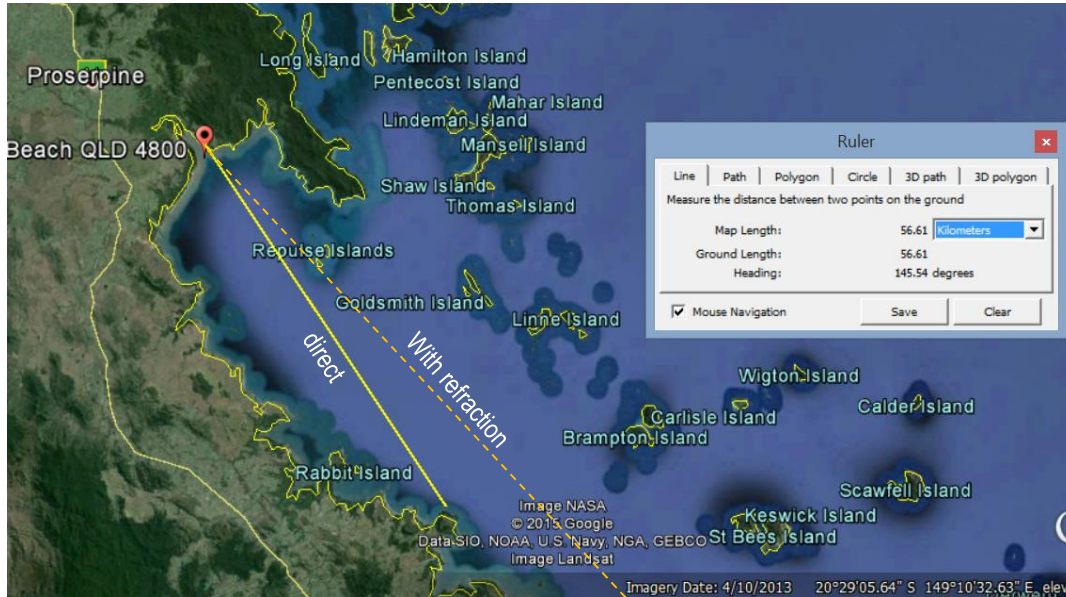 Long Island
Hamilton Island
Proserpine
Pentecost Island
Mahar Island
Lindeman Island
Beach QLD 4800
Mansell Island
Shaw Island
Thomas Island
Repulse Islands
Goldsmith Island
Linne Island
direct
With refraction
Wigton Island
Carlisle Island
Calder Island
Brampton Island
Rabbit Island
Scawfell Island
Keswick Island
St Bees Island
Image NASA
© 2015 Google
Data SIO, NOAA, U.S. Navy, NGA, GEBCO
Image Landsat
Imagery Date: 4/10/2013 20°29'05.64" S 149°10'32.63" E elev
Ruler
Line Path Polygon Circle 3D path 3D polygon
Measure the distance between two points on the ground
Map Length: 56.61 Kilometers
Ground Length: 56.61
Heading: 145.54 degrees
Mouse Navigation Save Clear